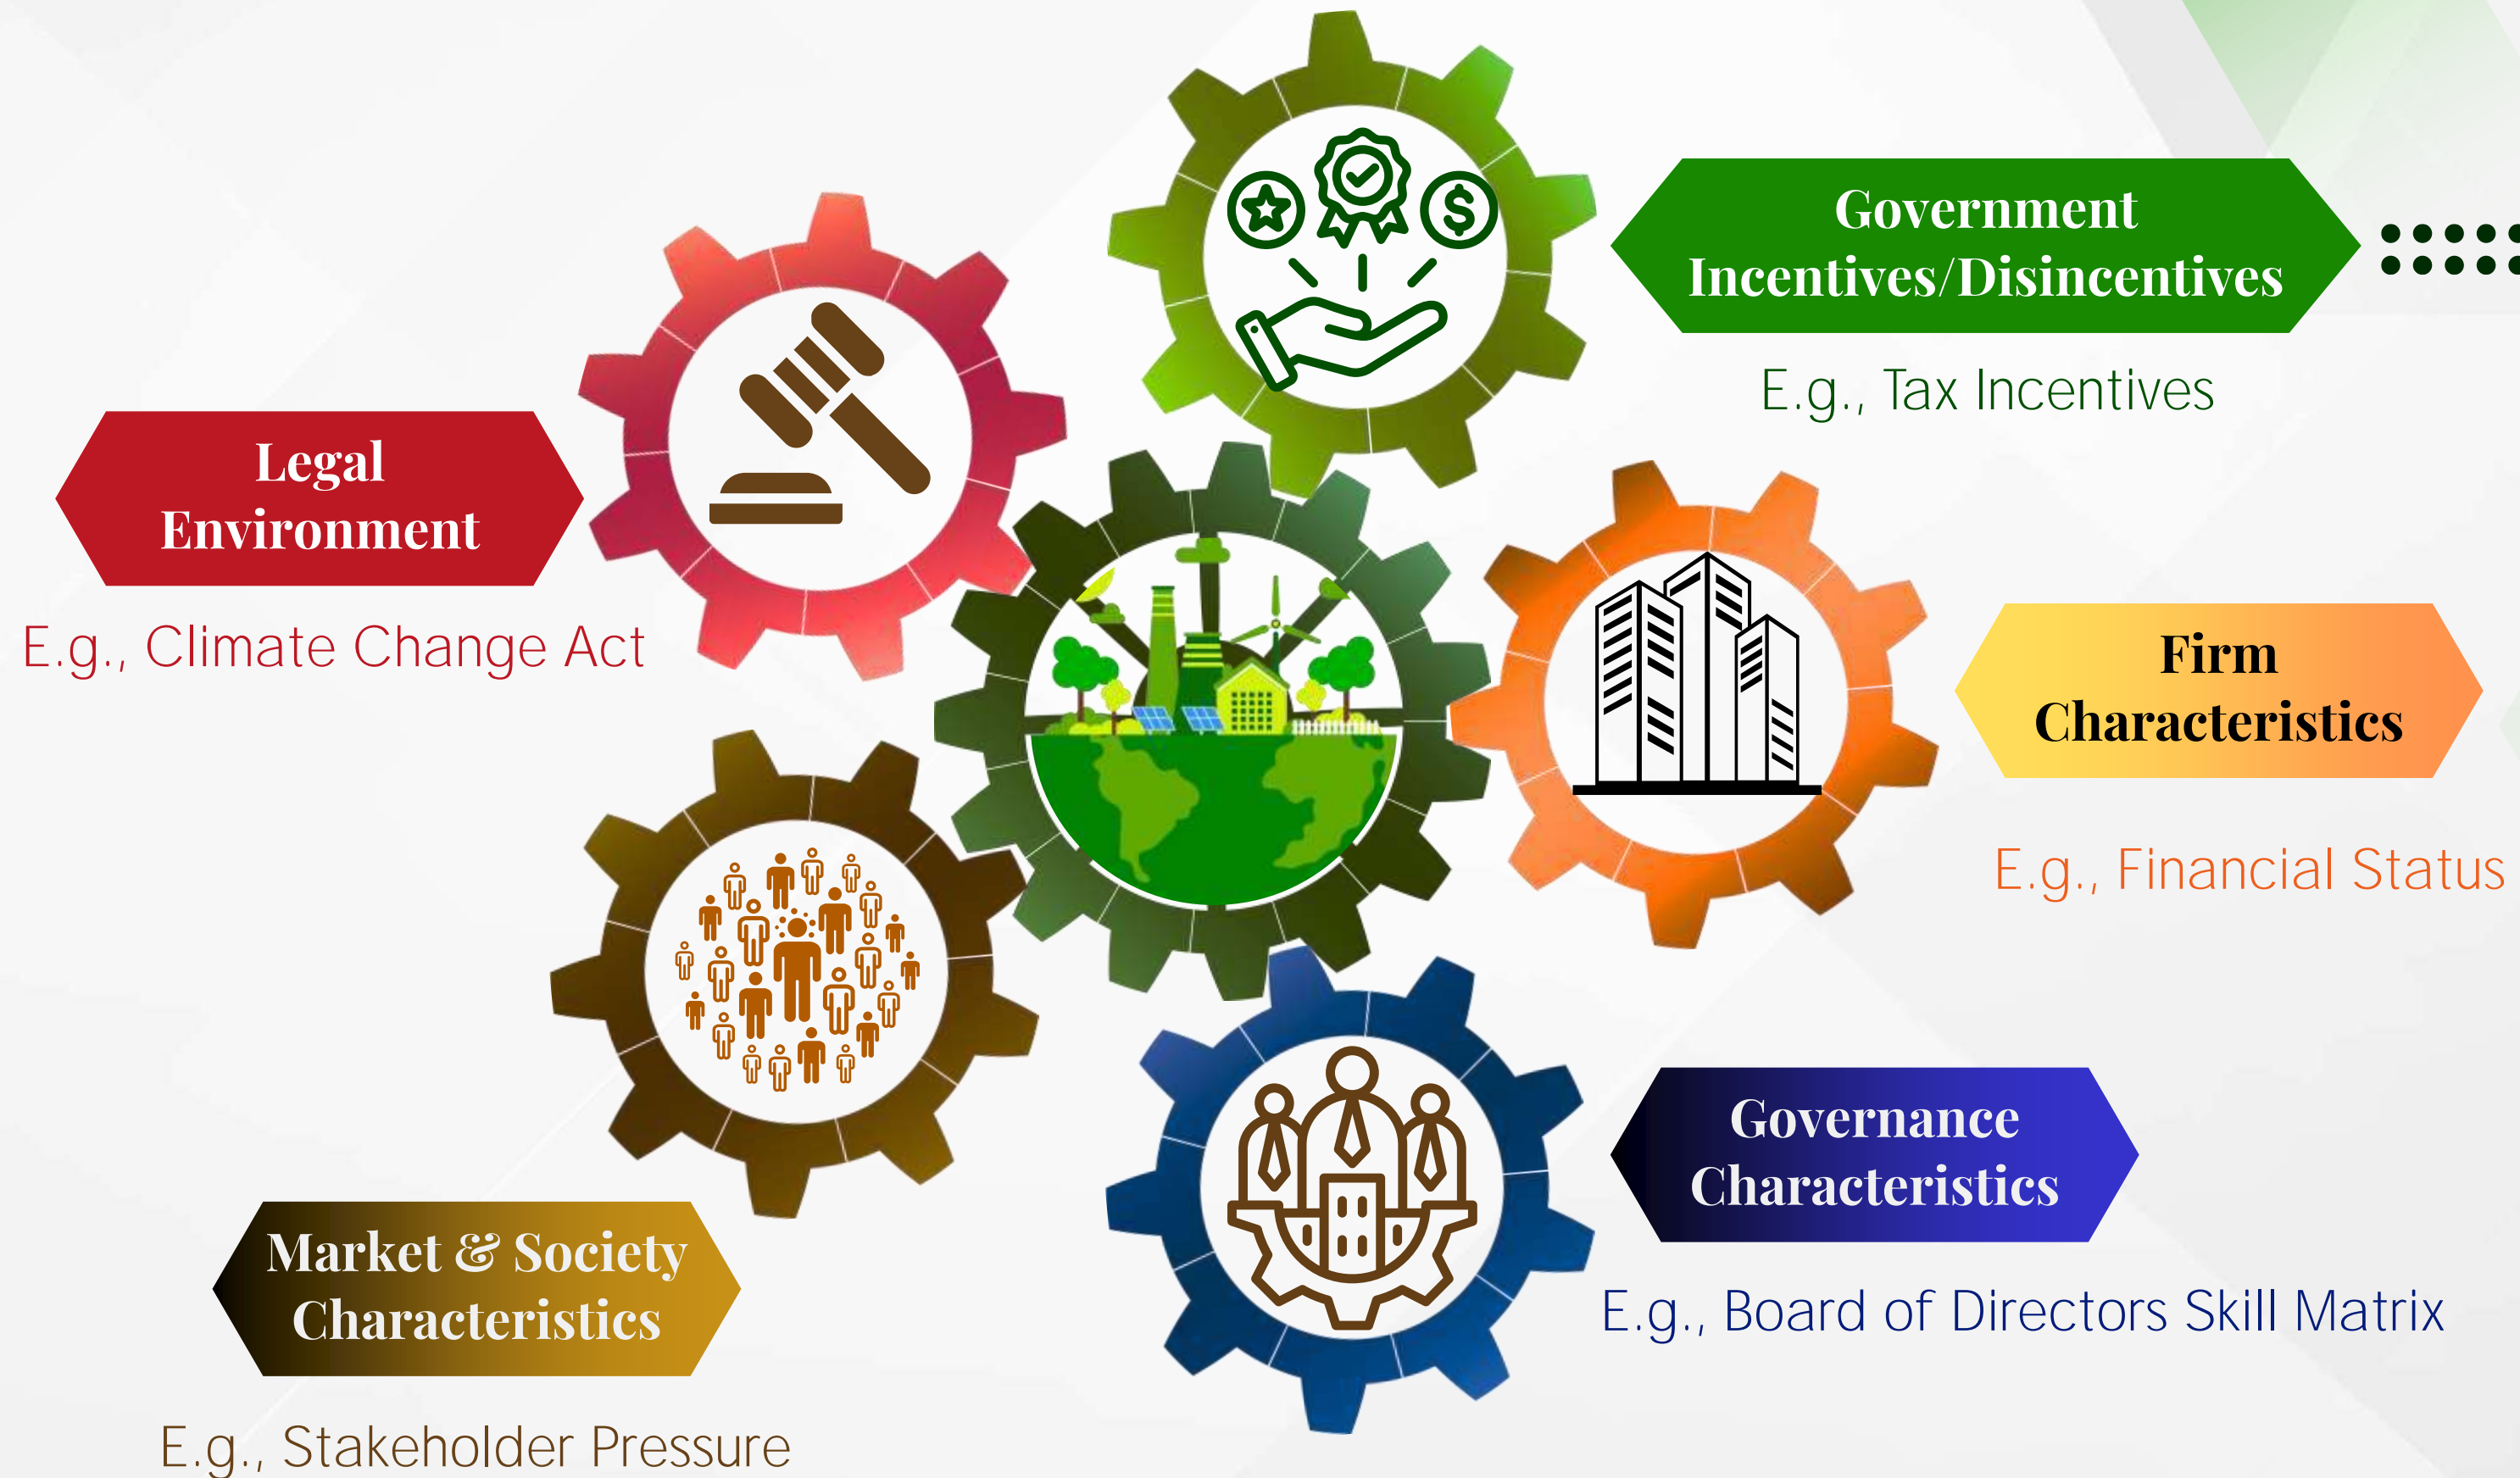 Government
Incentives/Disincentives
E.g., Tax Incentives
Legal
Environment
E.g., Climate Change Act
Firm
Characteristics
E.g., Financial Status
Governance
Characteristics
E.g., Board of Directors Skill Matrix
Market & Society
Characteristics
E.g., Stakeholder Pressure